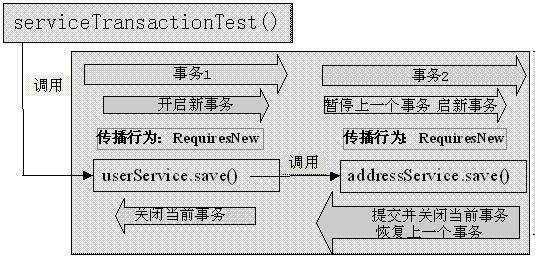 serviceTransactionTest()
调用
事务1
事务2
开启新事务
暂停上一个事务 启新事务
传播行为：RequiresNew
传播行为：RequiresNew
调用
userService.save()
addressService.save()
关闭当前事务
提交并关闭当前事务
恢复上一个事务